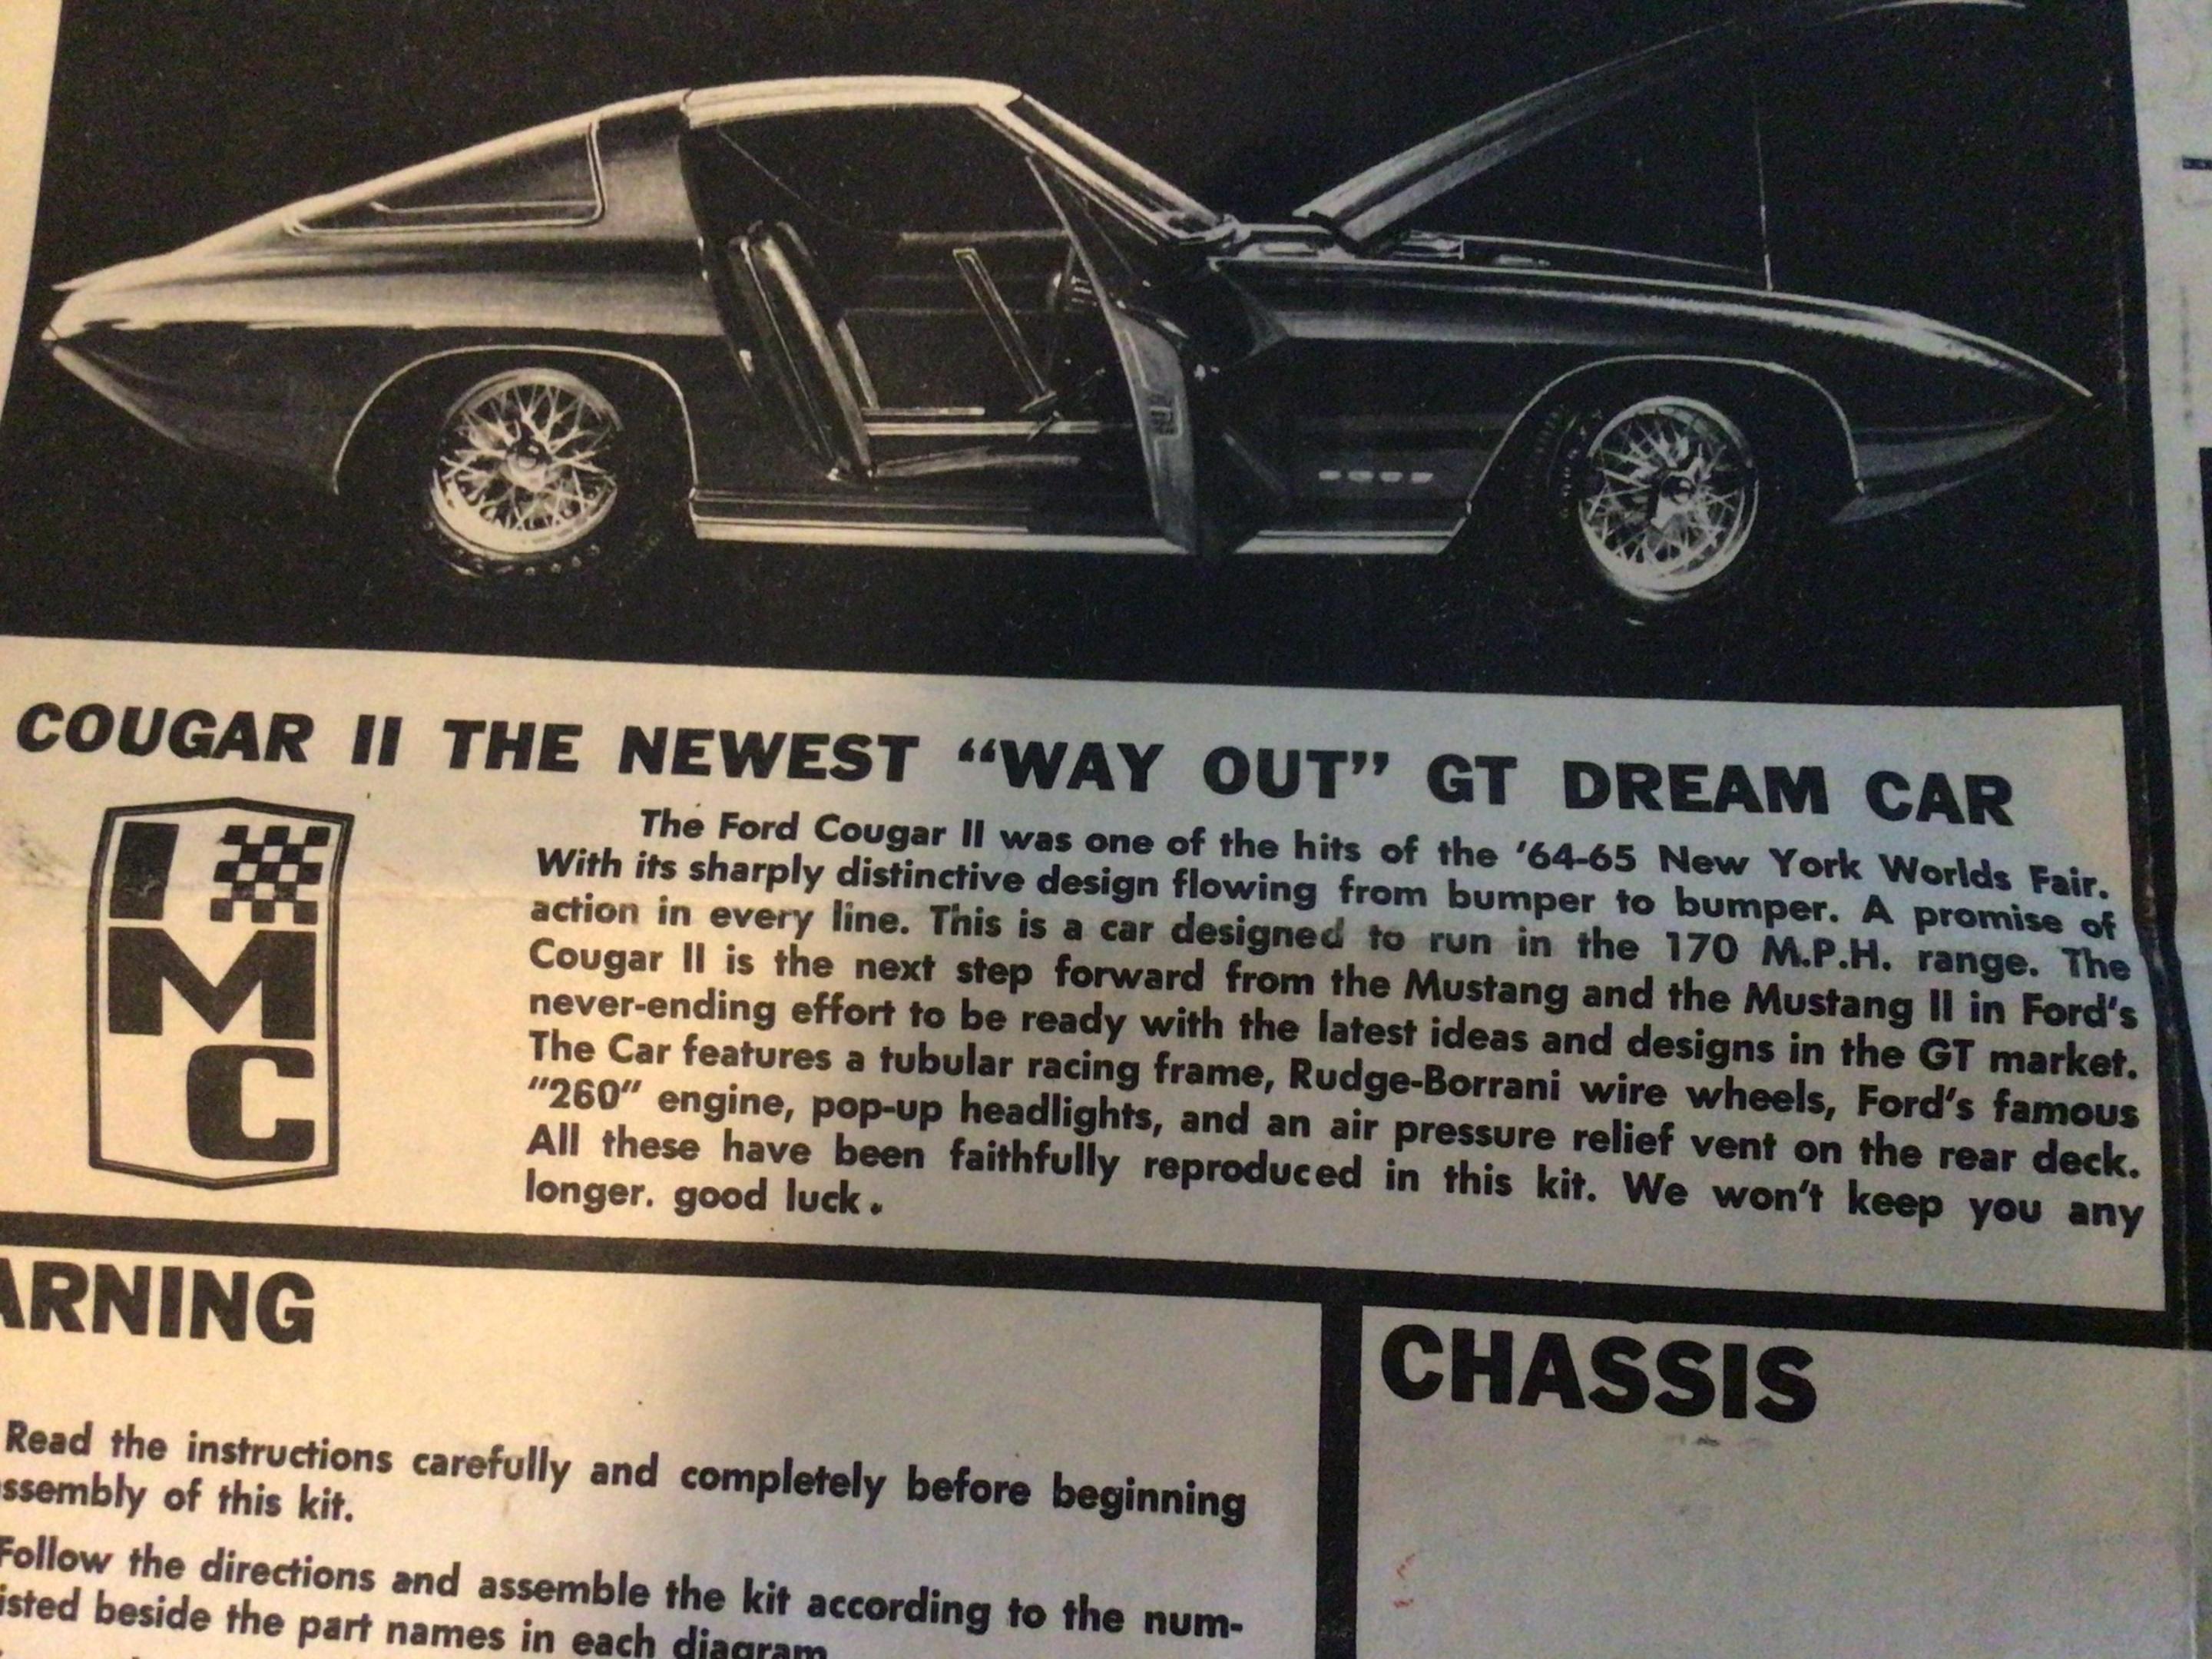 COUGAR II THE NEWEST “WAY OUT” GT DREAM CAR
I
M
C
The Ford Cougar II was one of the hits of the '64-65 New York Worlds Fair.
With its sharply distinctive design flowing from bumper to bumper. A promise of
action in every line. This is a car designed to run in the 170 M.P.H. range. The
Cougar II is the next step forward from the Mustang and the Mustang II in Ford's
never-ending effort to be ready with the latest ideas and designs in the GT market.
The Car features a tubular racing frame, Rudge-Borrani wire wheels, Ford's famous
"260" engine, pop-up headlights, and an air pressure relief vent on the rear deck.
All these have been faithfully reproduced in this kit. We won't keep you any
longer. good luck.
ARNING
Read the instructions carefully and completely before beginning
ssembly of this kit.
Follow the directions and assemble the kit according to the num-
isted beside the part names in each diagram
CHASSIS